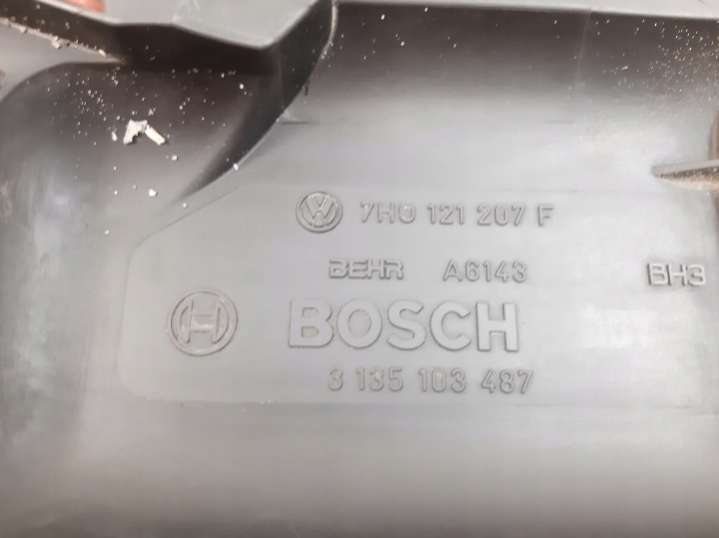 7H0 121 207 F
BEHR A6143
BH3
BOSCH
3 135 103 487